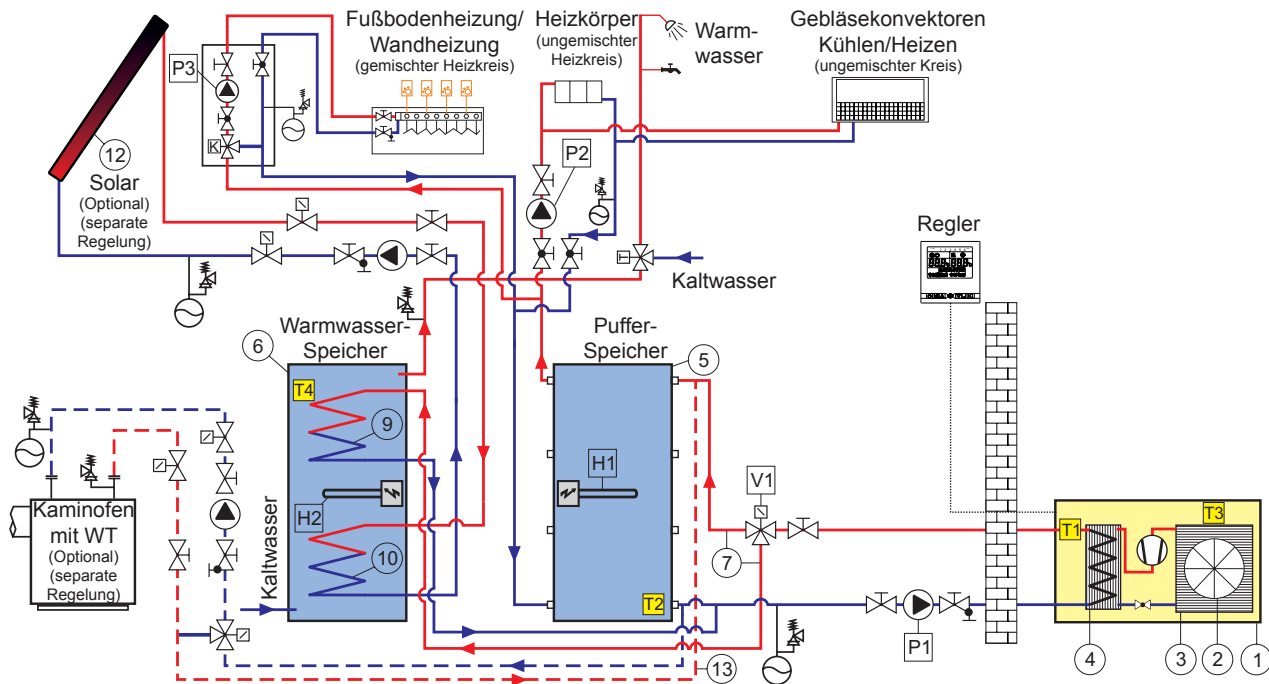 Fußbodenheizung/
Wandheizung
(gemischter Heizkreis)
Heizkörper
(ungemischter
Heizkreis)
Warm-
wasser
Gebläsekonvektoren
Kühlen/Heizen
(ungemischter Kreis)
P3
K
P2
12
Solar
(Optional)
(separate
Regelung)
T
Kaltwasser
Regler
Warmwasser-
Speicher
6
Puffer-
Speicher
5
T4
9
H2
10
H1
T2
V1
7
T1
T3
Kaminofen
mit WT
(Optional)
(separate
Regelung)
Kaltwasser
P1
13
4
3
2
1